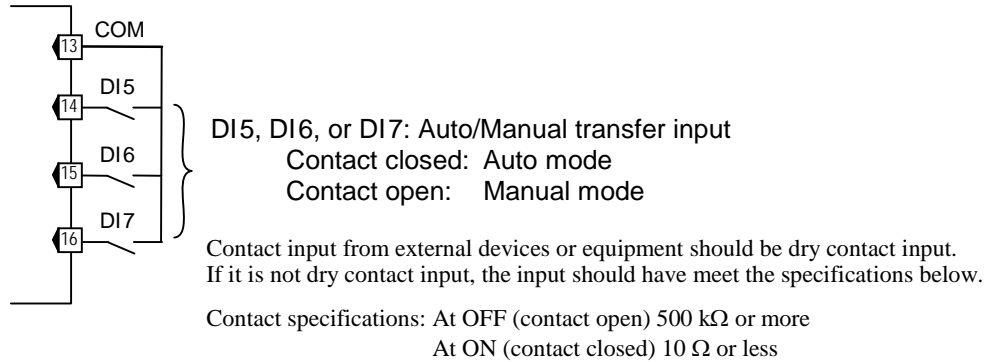 13 COM
14 DI5
15 DI6
16 DI7
DI5, DI6, or DI7: Auto/Manual transfer input
Contact closed: Auto mode
Contact open: Manual mode
Contact input from external devices or equipment should be dry contact input.
If it is not dry contact input, the input should have meet the specifications below.
Contact specifications: At OFF (contact open) 500 kΩ or more
At ON (contact closed) 10 Ω or less